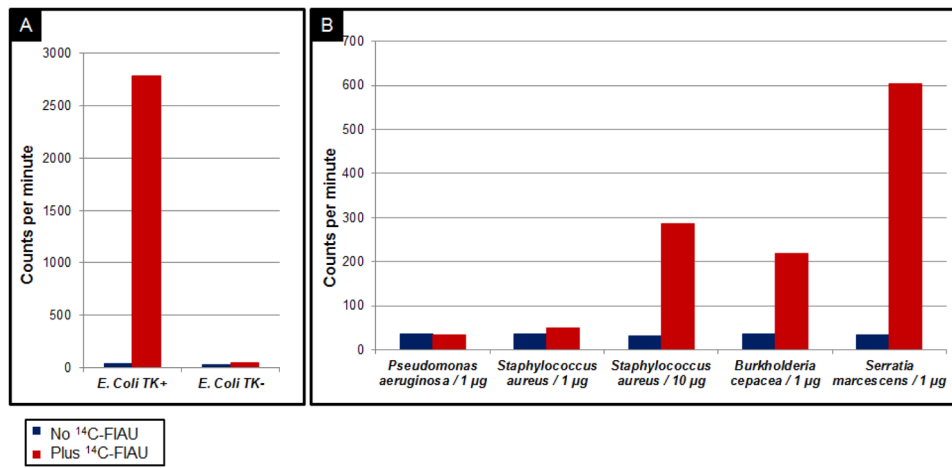 A
Counts per minute
3000
2500
2000
1500
1000
500
0
E. Coli TK+
E. Coli TK-
B
Counts per minute
700
600
500
400
300
200
100
0
Pseudomonas
aeruginosa / 1 µg
Staphylococcus
aureus / 1 µg
Staphylococcus
aureus / 10 µg
Burkholderia
cepacea / 1 µg
Serratia
marcescens / 1 µg
No ¹⁴C-FIAU
Plus ¹⁴C-FIAU